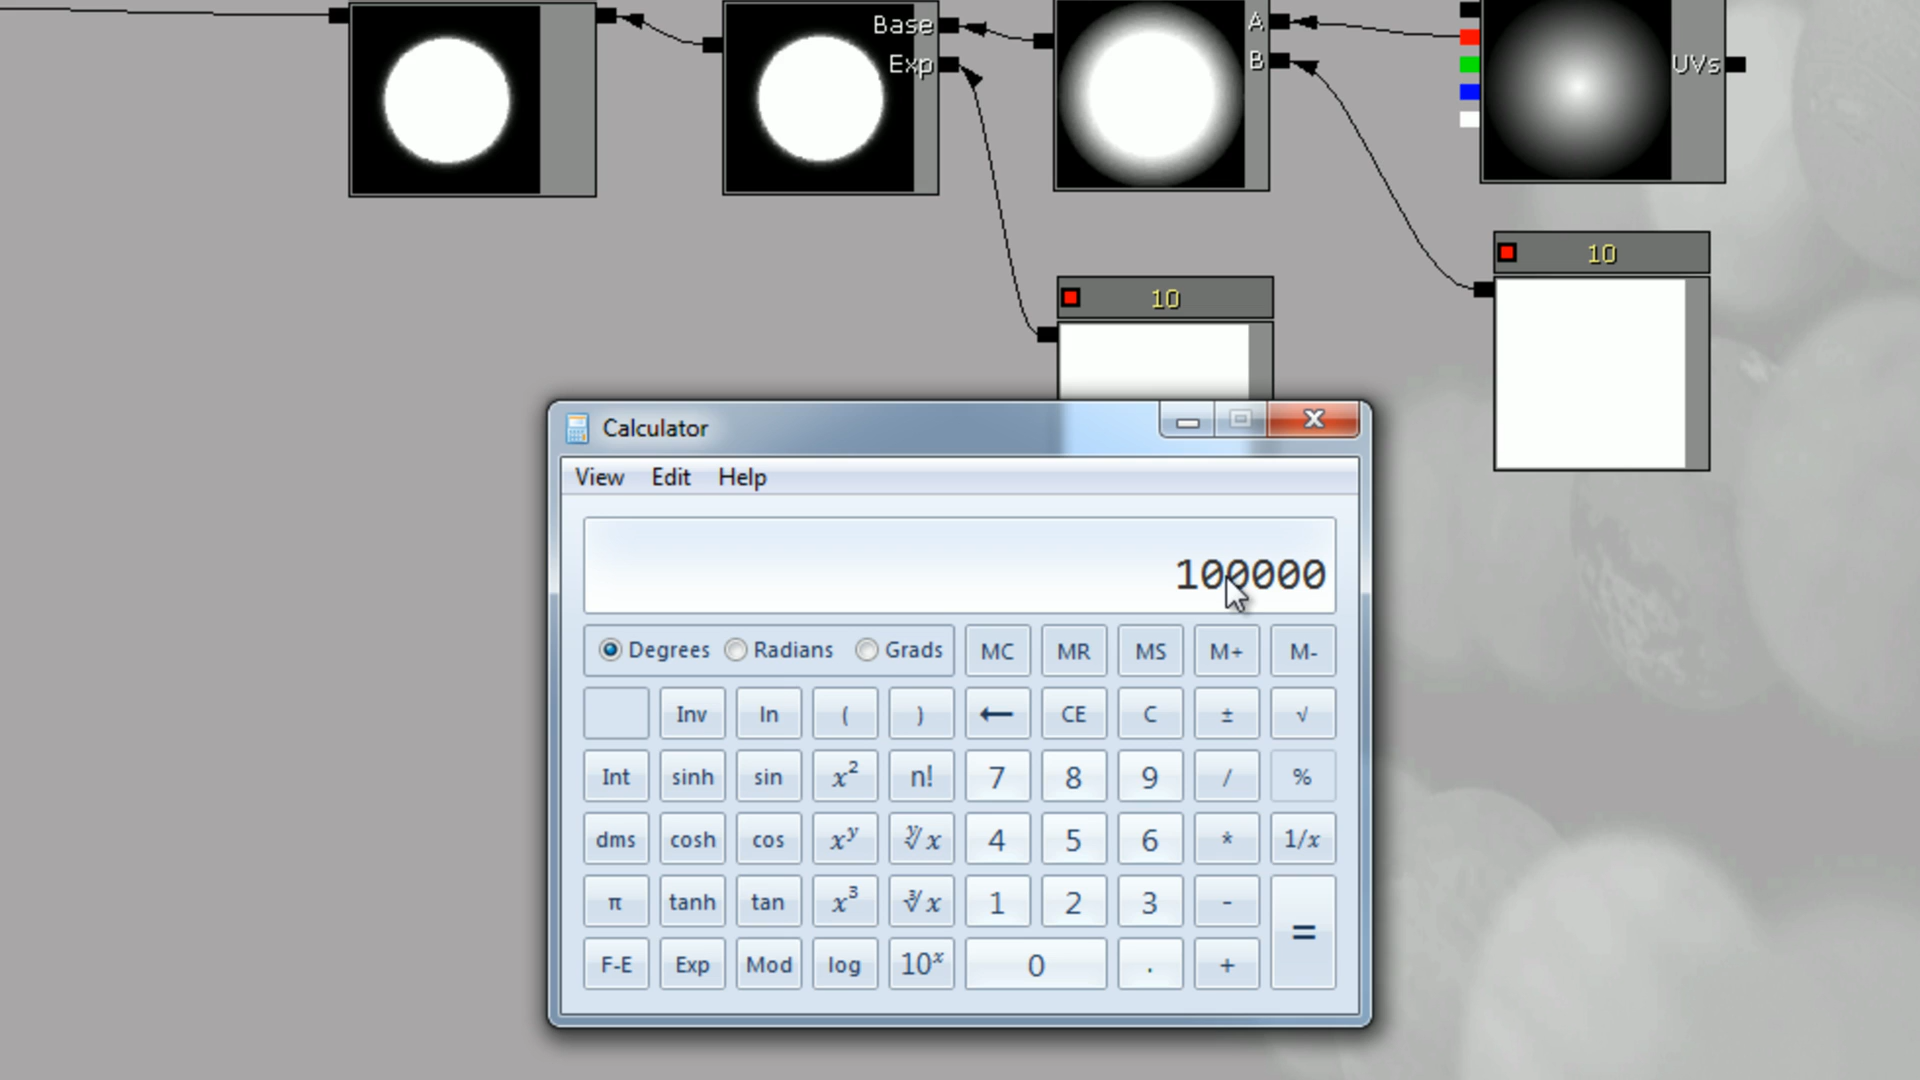 Base
Exp
A
B
UVs
10
10
Calculator
View Edit Help
100000
Degrees Radians Grads MC MR MS M+ M-
Inv ln ( ) ← CE C ± √
Int sinh sin x² n! 7 8 9 / %
dms cosh cos xʸ ʸ√x 4 5 6 * 1/x
π tanh tan x³ ³√x 1 2 3 - =
F-E Exp Mod log 10ˣ 0 . +